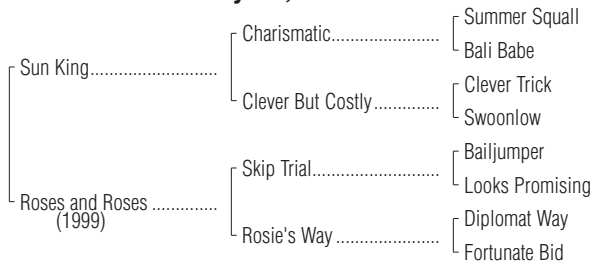 Summer Squall
Charismatic.......................
Bali Babe
Sun King...........................
Clever Trick
Clever But Costly..............
Swoonlow
Bailjumper
Skip Trial...........................
Looks Promising
Roses and Roses ..............
(1999)
Diplomat Way
Rosie's Way ......................
Fortunate Bid